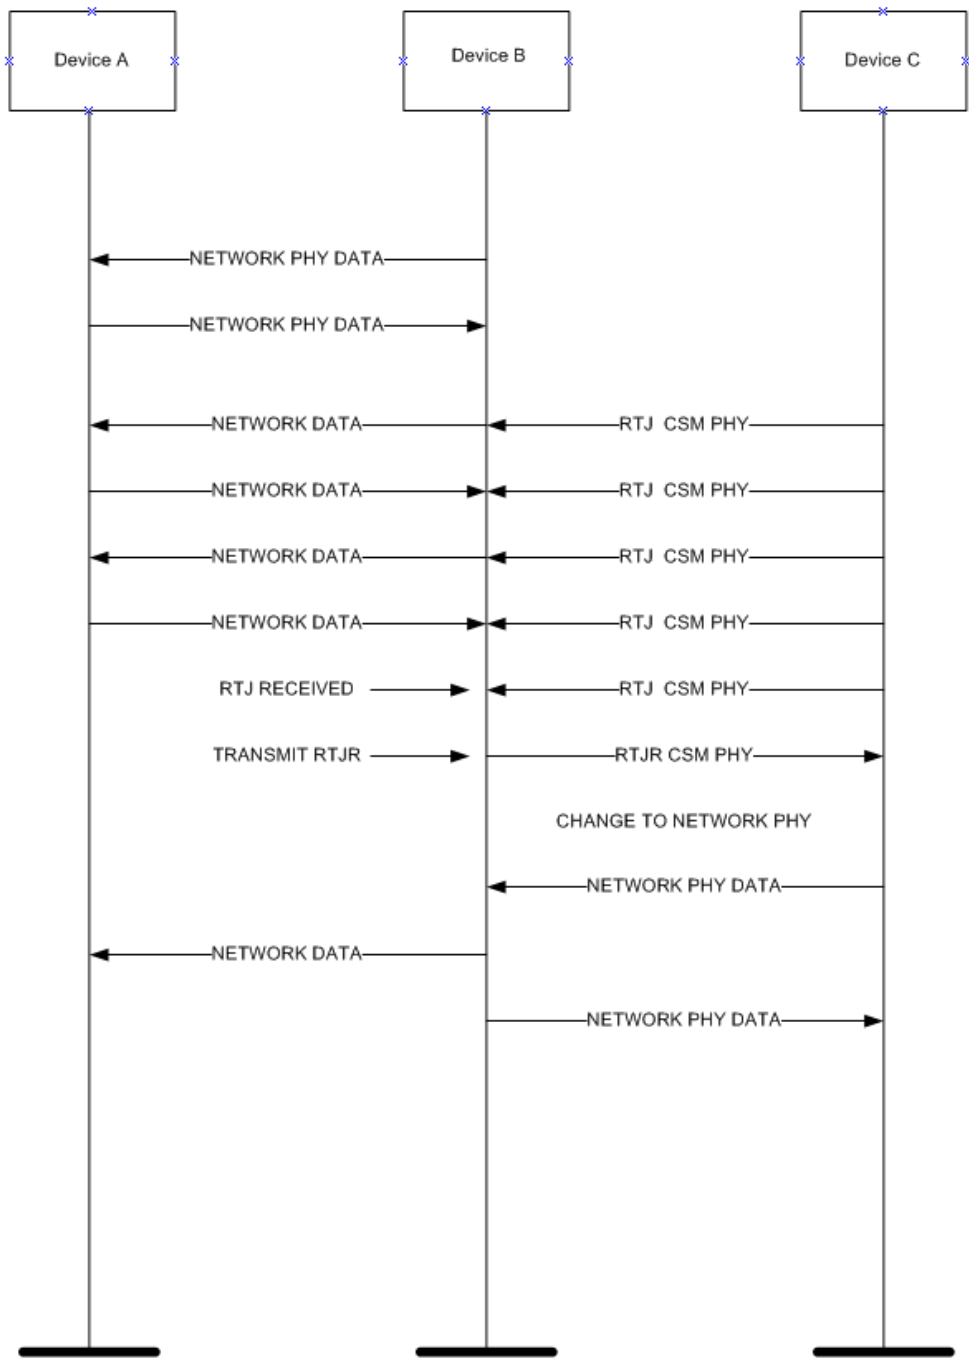 Device A
Device B
Device C
NETWORK PHY DATA
NETWORK PHY DATA
NETWORK DATA
RTJ CSM PHY
NETWORK DATA
RTJ CSM PHY
NETWORK DATA
RTJ CSM PHY
NETWORK DATA
RTJ CSM PHY
RTJ RECEIVED
RTJ CSM PHY
TRANSMIT RTJR
RTJR CSM PHY
CHANGE TO NETWORK PHY
NETWORK PHY DATA
NETWORK DATA
NETWORK PHY DATA